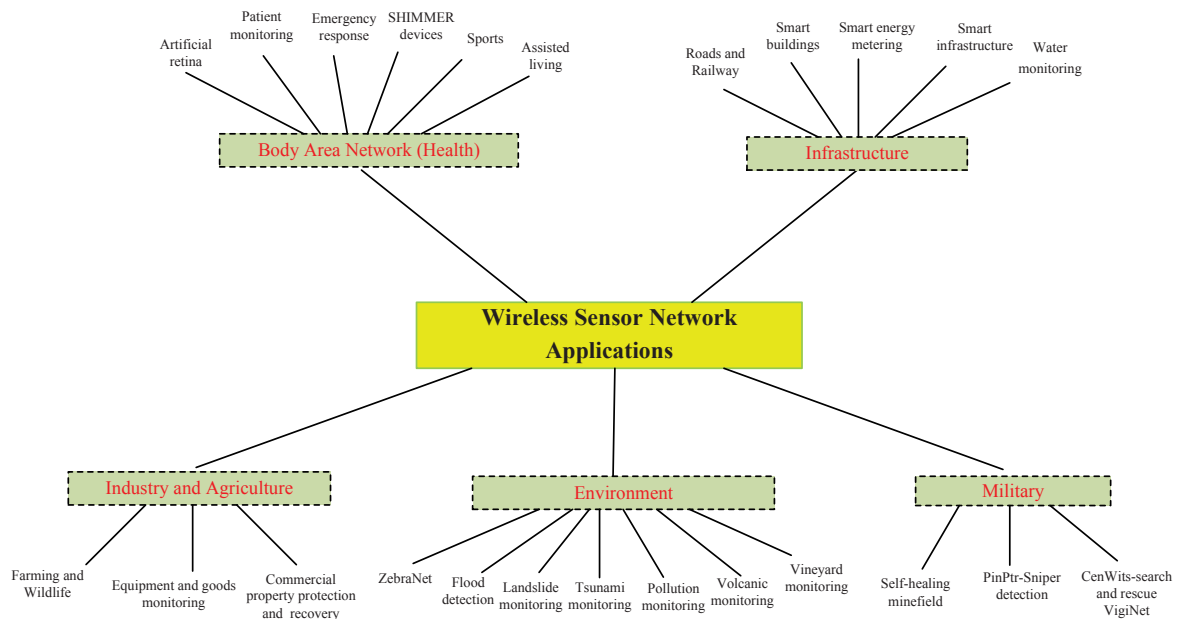 Artificial
retina
Patient
monitoring
Emergency
response
SHIMMER
devices
Sports
Assisted
living
Body Area Network (Health)
Roads and
Railway
Smart
buildings
Smart energy
metering
Smart
infrastructure
Water
monitoring
Infrastructure
Wireless Sensor Network
Applications
Industry and Agriculture
Farming and
Wildlife
Equipment and goods
monitoring
Commercial
property protection
and recovery
Environment
ZebraNet
Flood
detection
Landslide
monitoring
Tsunami
monitoring
Pollution
monitoring
Volcanic
monitoring
Vineyard
monitoring
Military
Self-healing
minefield
PinPtr-Sniper
detection
CenWits-search
and rescue
VigiNet